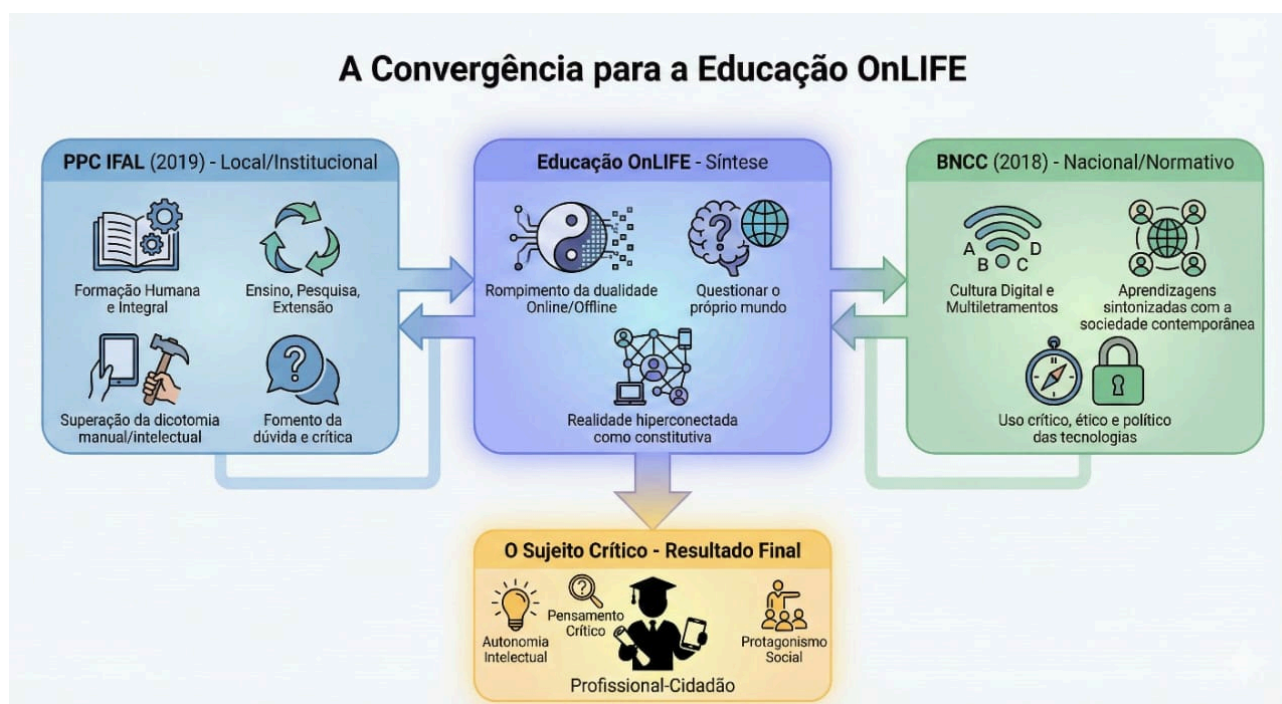 A Convergência para a Educação OnLIFE
PPC IFAL (2019) - Local/Institucional
Formação Humana
e Integral
Ensino, Pesquisa,
Extensão
Superação da dicotomia
manual/intelectual
Fomento da
dúvida e crítica
Educação OnLIFE - Síntese
Rompimento da dualidade
Online/Offline
Questionar o
próprio mundo
Realidade hiperconectada
como constitutiva
BNCC (2018) - Nacional/Normativo
A B C D
Cultura Digital e
Multiletramentos
Aprendizagens
sintonizadas com a
sociedade contemporânea
Uso crítico, ético e político
das tecnologias
O Sujeito Crítico - Resultado Final
Autonomia
Intelectual
Pensamento
Crítico
Protagonismo
Social
Profissional-Cidadão